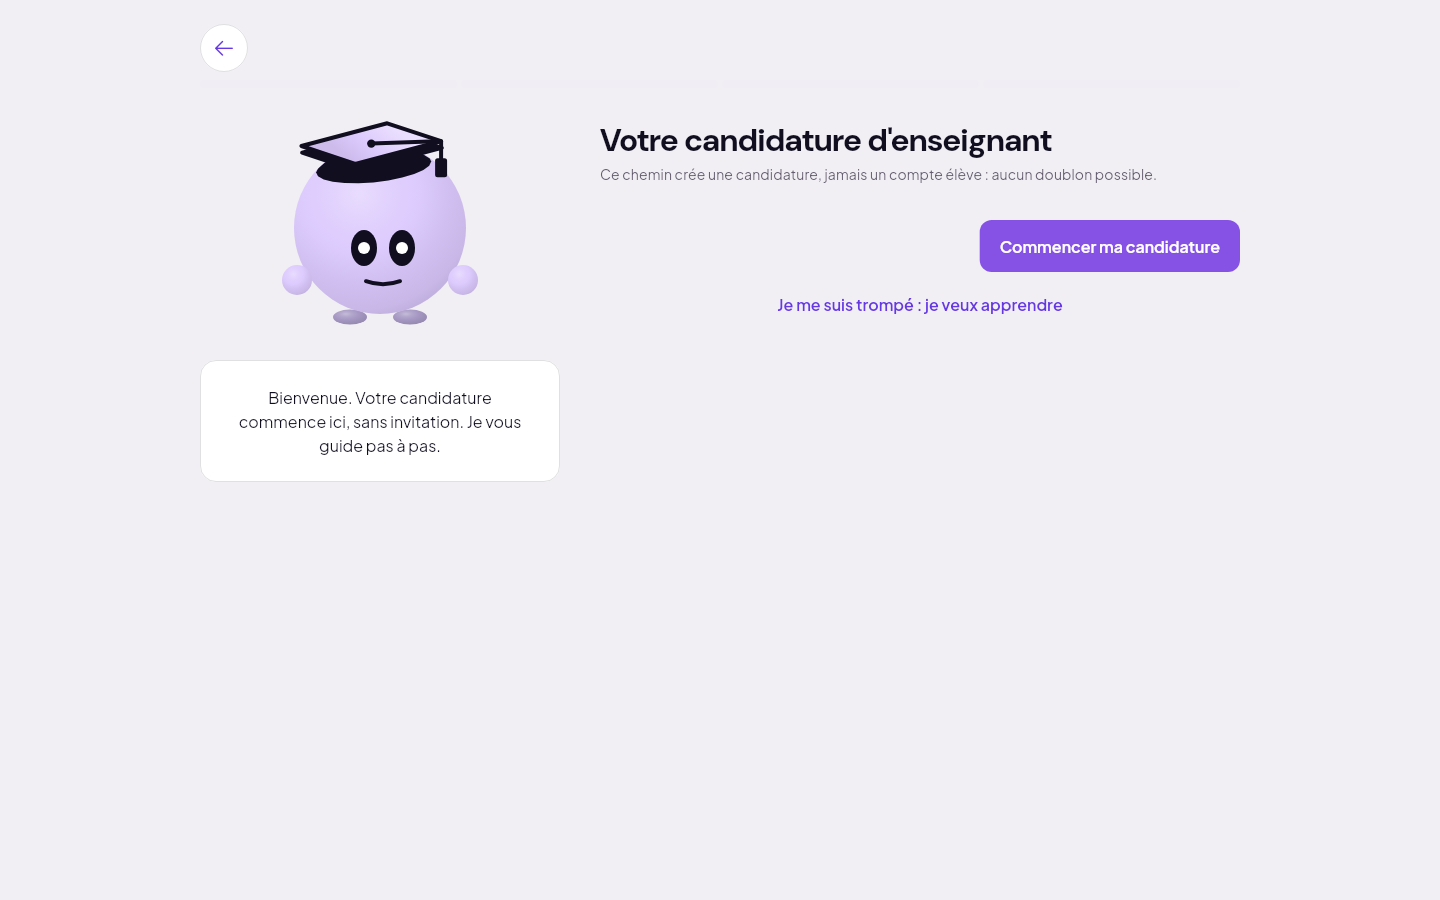 Votre candidature d'enseignant
Ce chemin crée une candidature, jamais un compte élève : aucun doublon possible.
Commencer ma candidature
Je me suis trompé : je veux apprendre
Bienvenue. Votre candidature
commence ici, sans invitation. Je vous
guide pas à pas.